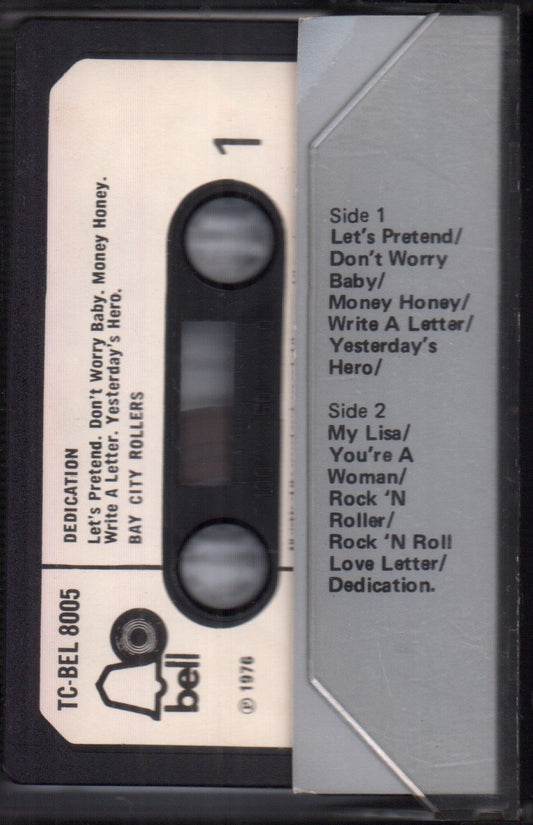 1
DEDICATION
Let's Pretend. Don't Worry Baby. Money Honey.
Write A Letter. Yesterday's Hero.
BAY CITY ROLLERS
TC-BEL 8005
bell
℗ 1976
Side 1
Let's Pretend/
Don't Worry
Baby/
Money Honey/
Write A Letter/
Yesterday's
Hero/
Side 2
My Lisa/
You're A
Woman/
Rock 'N
Roller/
Rock 'N Roll
Love Letter/
Dedication.